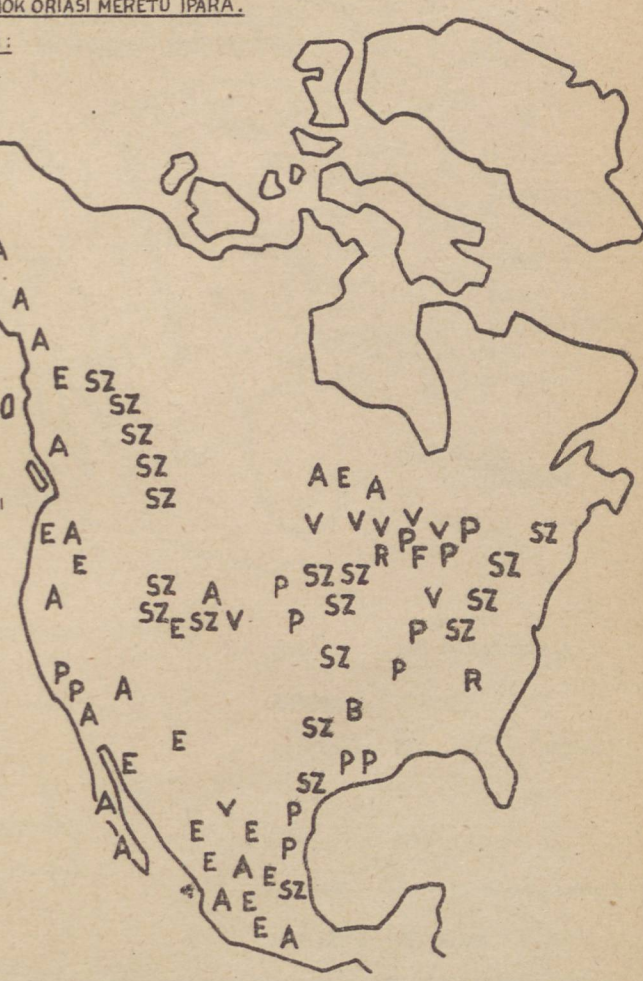 OK ÓRIÁSI MÉRETŰ IPARA.
:
A
A
A
E SZ
SZ
SZ
A
SZ
SZ
A E A
V V V V V P SZ
E A
P
R F P
E
SZ
P SZ SZ
SZ A
A
SZ V SZ
SZ E SZ V
P
P SZ
SZ
P
P P A
R
A
B
SZ
E
E
P P
SZ
A
V
P
E E
A
P
E A E SZ
A
A E
E A